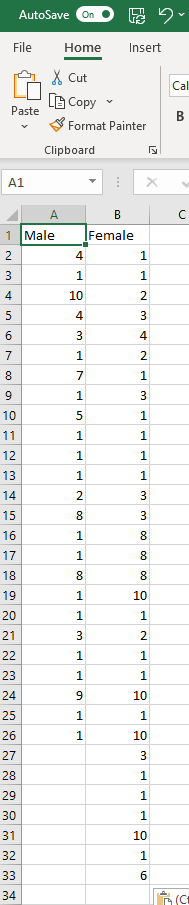 AutoSave On
File Home Insert
Cut
Copy
Format Painter
Paste
Cal
B
Clipboard
A1
A B C
1 Male Female
2 4 1
3 1 1
4 10 2
5 4 3
6 3 4
7 1 2
8 7 1
9 1 3
10 5 1
11 1 1
12 1 1
13 1 1
14 2 3
15 8 3
16 1 8
17 1 8
18 8 8
19 1 10
20 1 1
21 3 2
22 1 1
23 1 1
24 9 10
25 1 1
26 1 10
27 3
28 1
29 1
30 1
31 10
32 1
33 6
34
(Ct